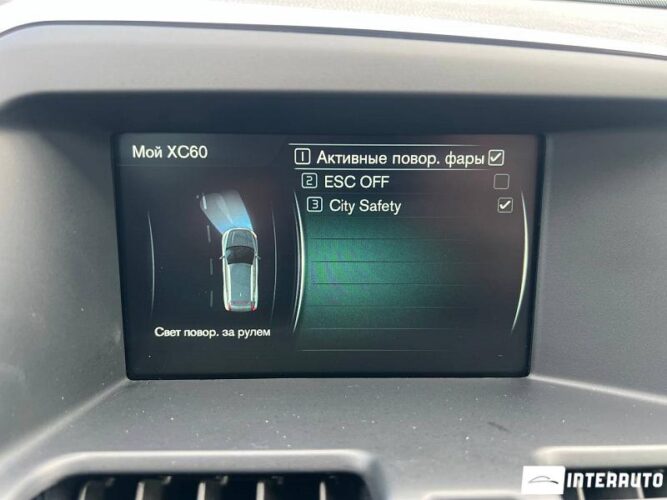 Мой XC60
1 Активные повор. фары
2 ESC OFF
3 City Safety
Свет повор. за рулем
INTERAUTO